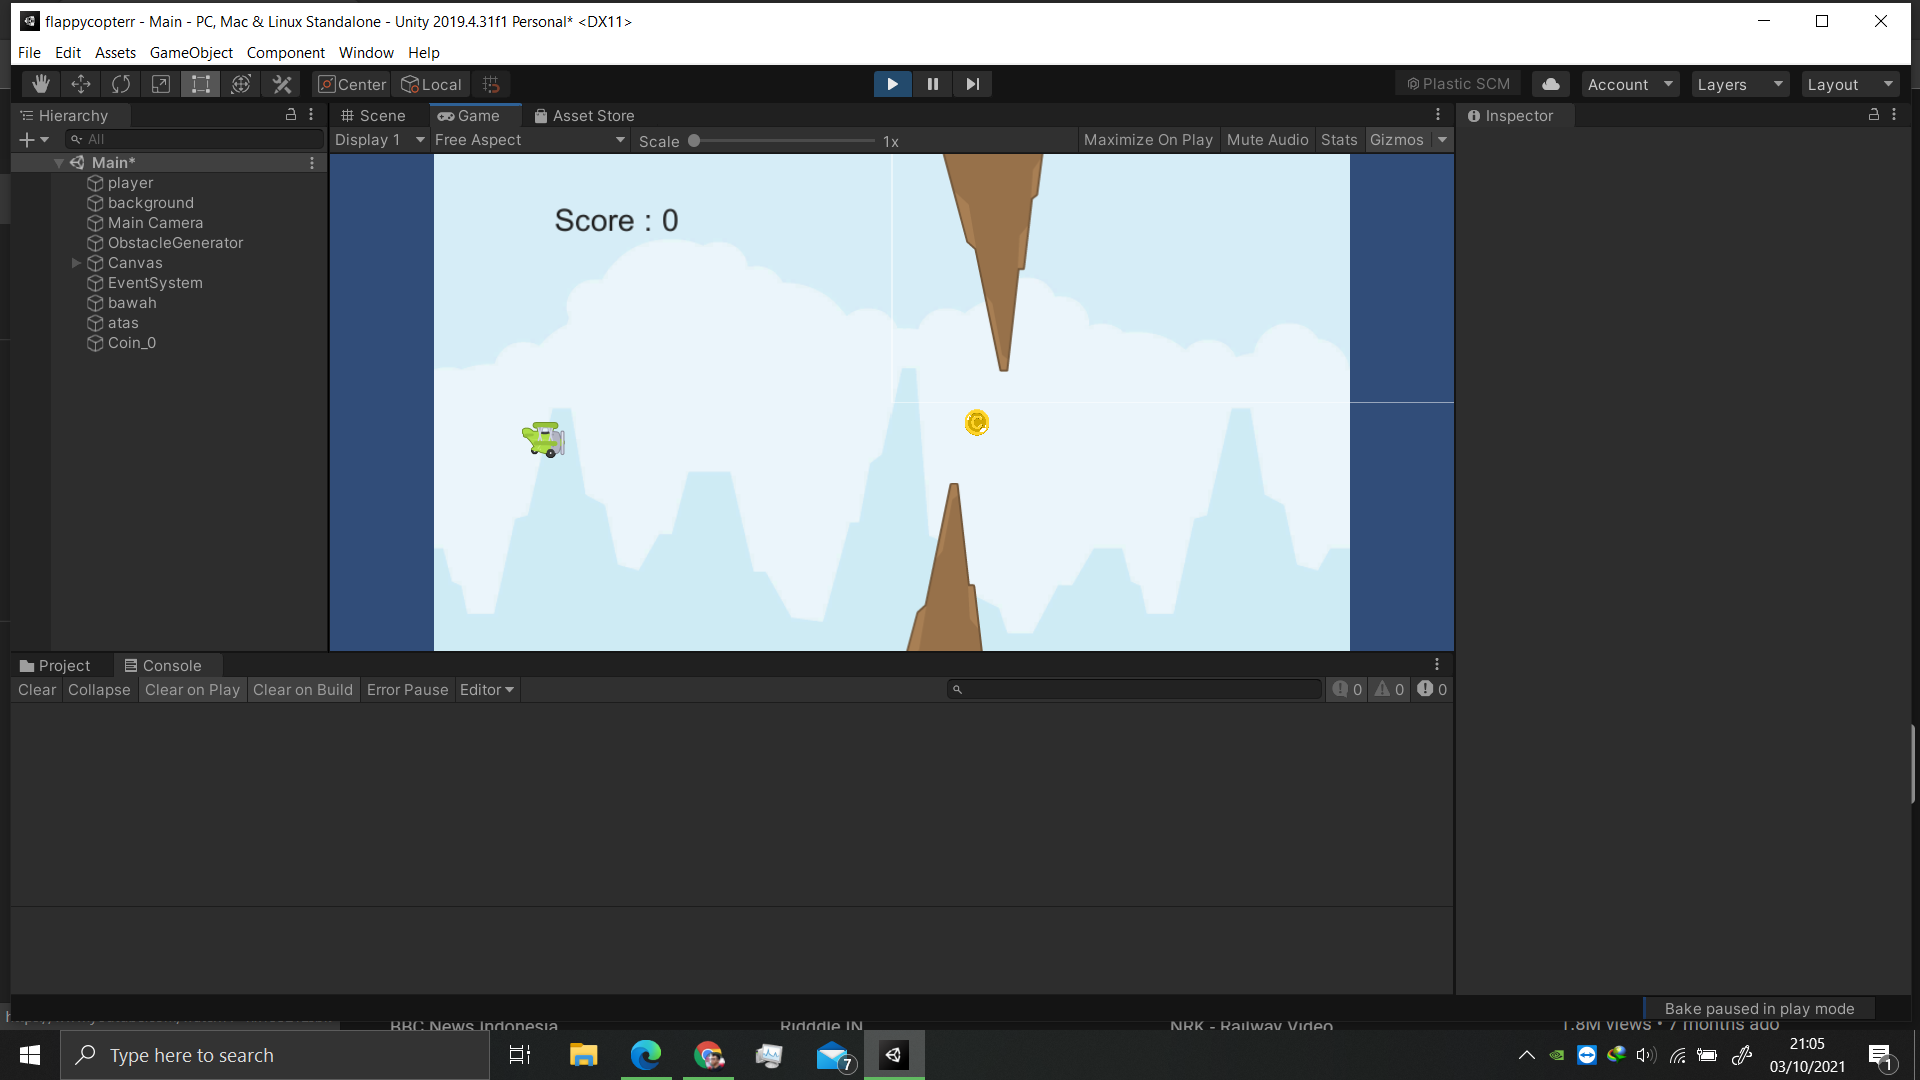 flappycopterr - Main - PC, Mac & Linux Standalone - Unity 2019.4.31f1 Personal* <DX11>
File Edit Assets GameObject Component Window Help
Center Local Plastic SCM Account Layers Layout
Hierarchy Scene Game Asset Store Inspector
All Display 1 Free Aspect Scale 1x Maximize On Play Mute Audio Stats Gizmos
Main*
player
background
Main Camera
ObstacleGenerator
Canvas
EventSystem
bawah
atas
Coin_0
Score : 0
Project Console
Clear Collapse Clear on Play Clear on Build Error Pause Editor 0 0 0
Bake paused in play mode
BBC News Indonesia Ridddle IN NRK - Railway Video 1.8M views • 7 months ago
Type here to search
7
21:05
03/10/2021
1